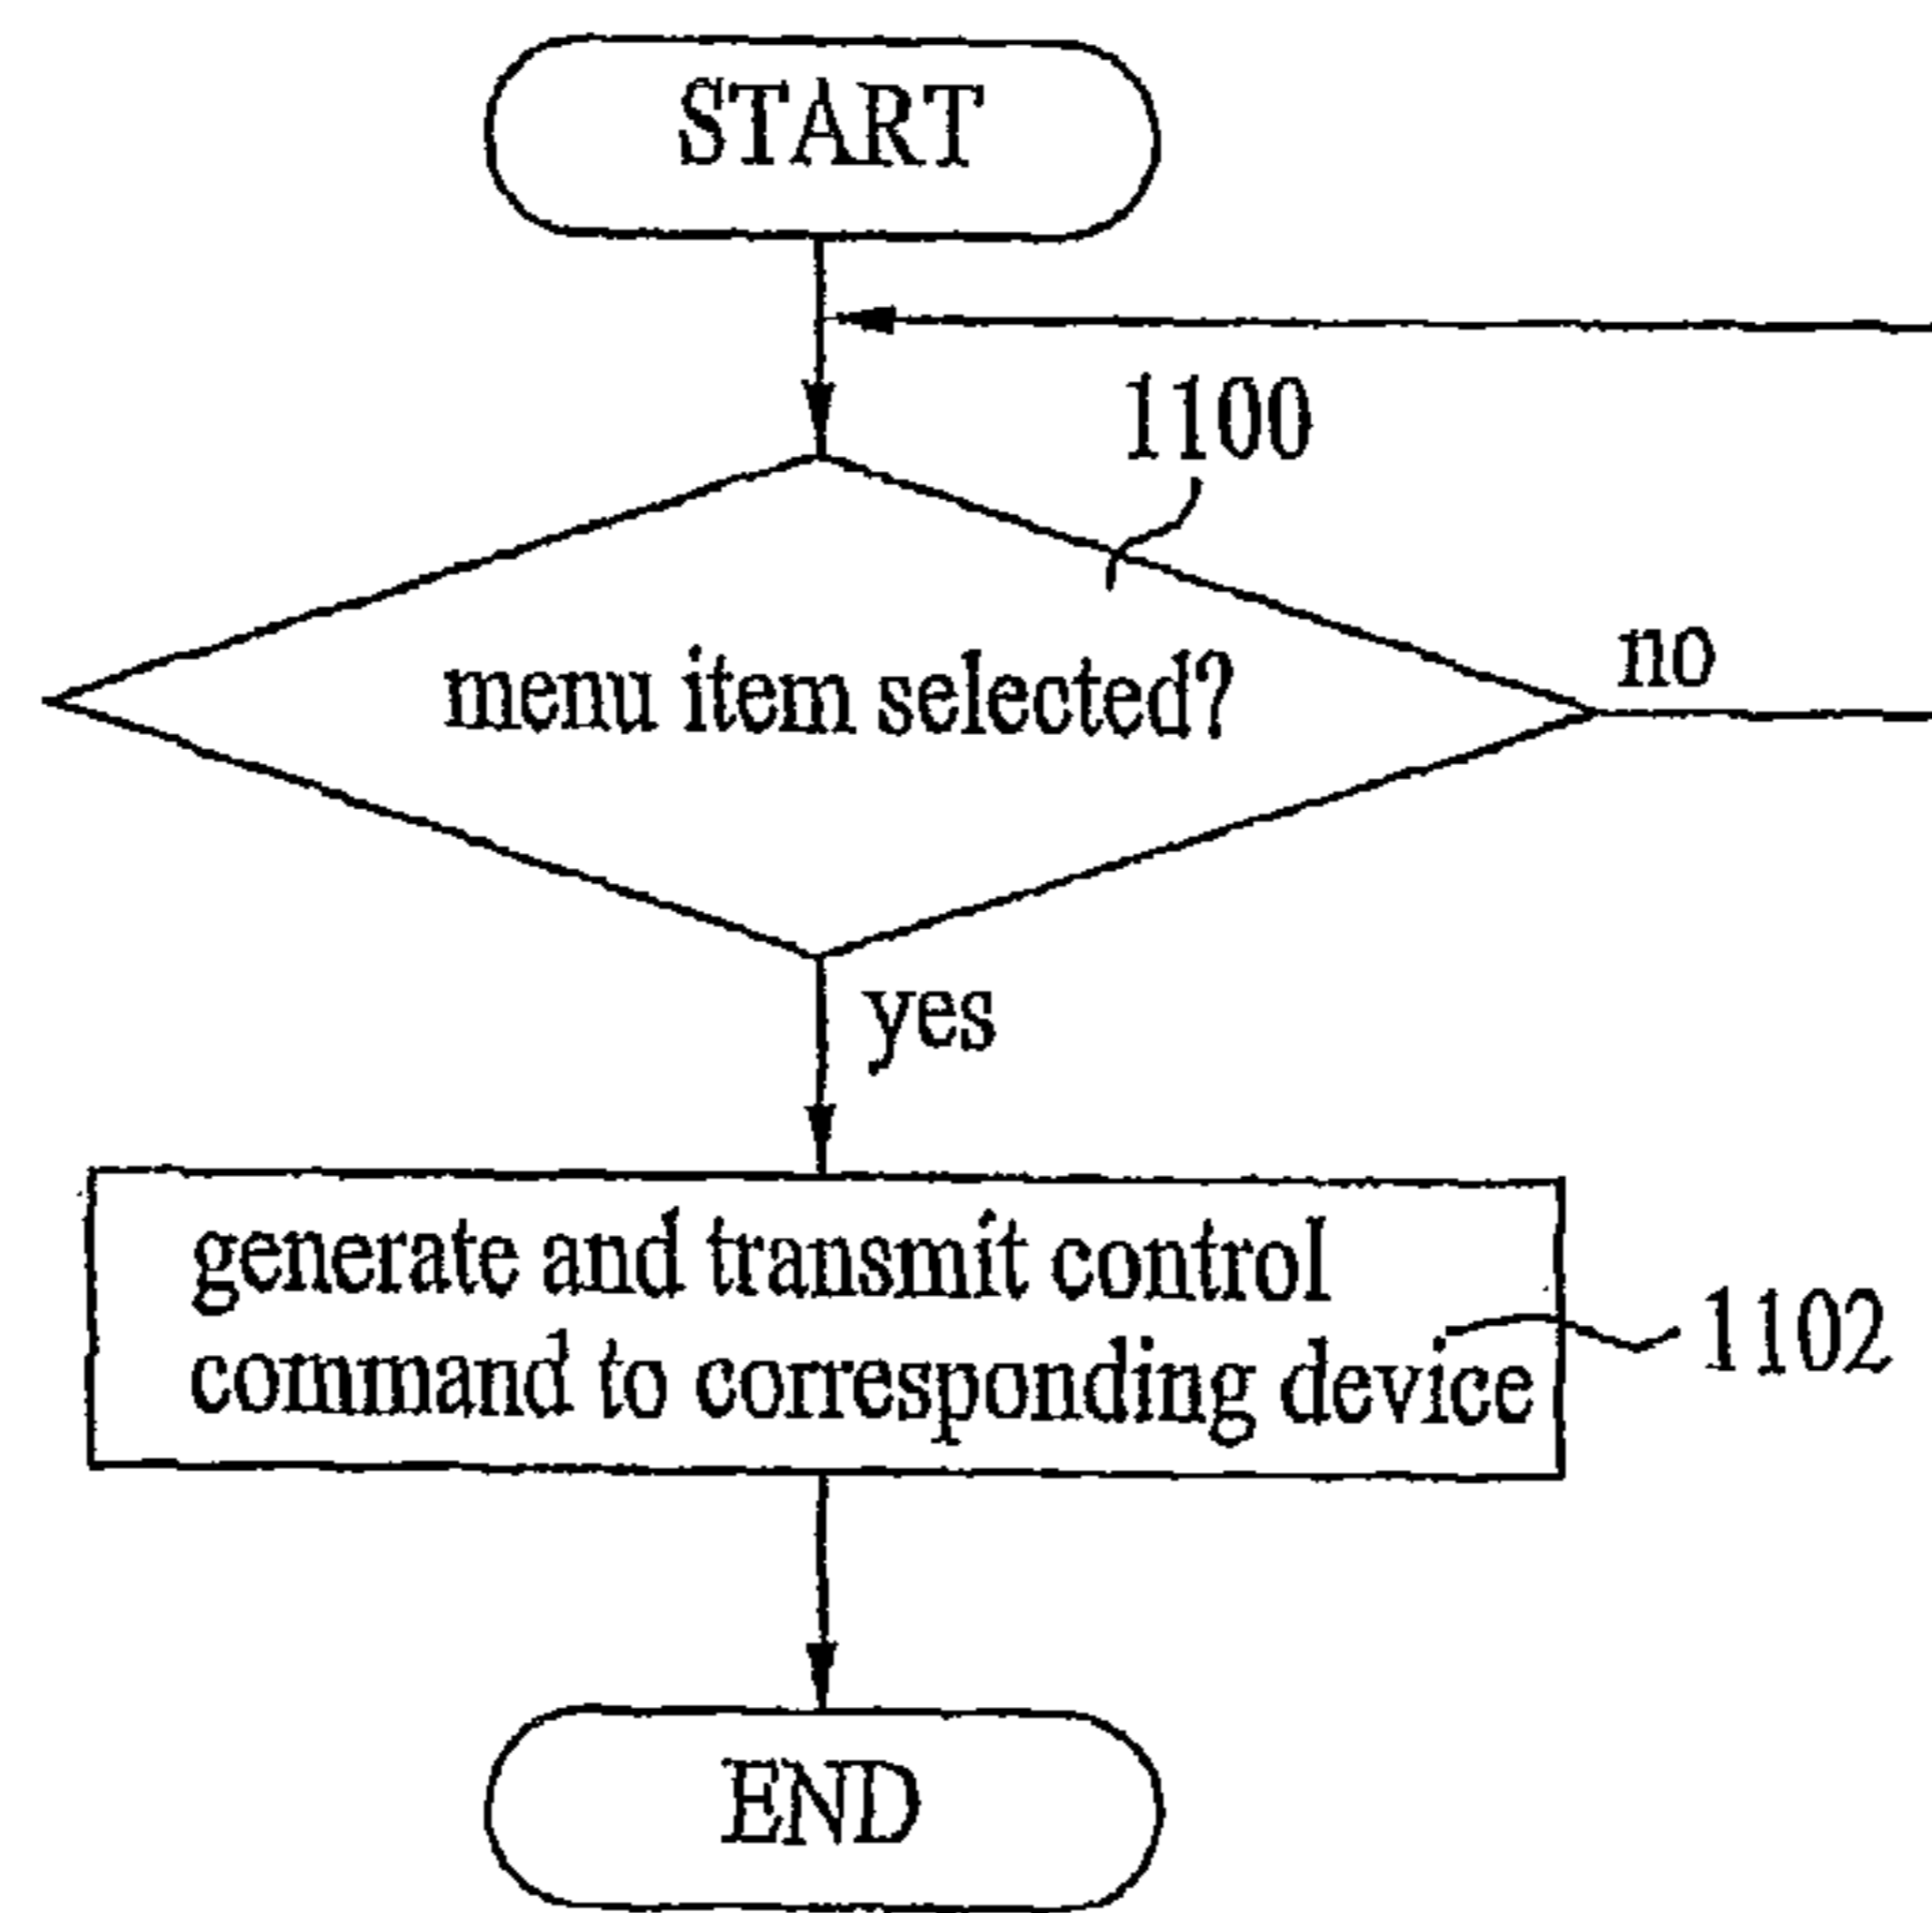 START
1100
menu item selected?
no
yes
generate and transmit control
command to corresponding device
1102
END